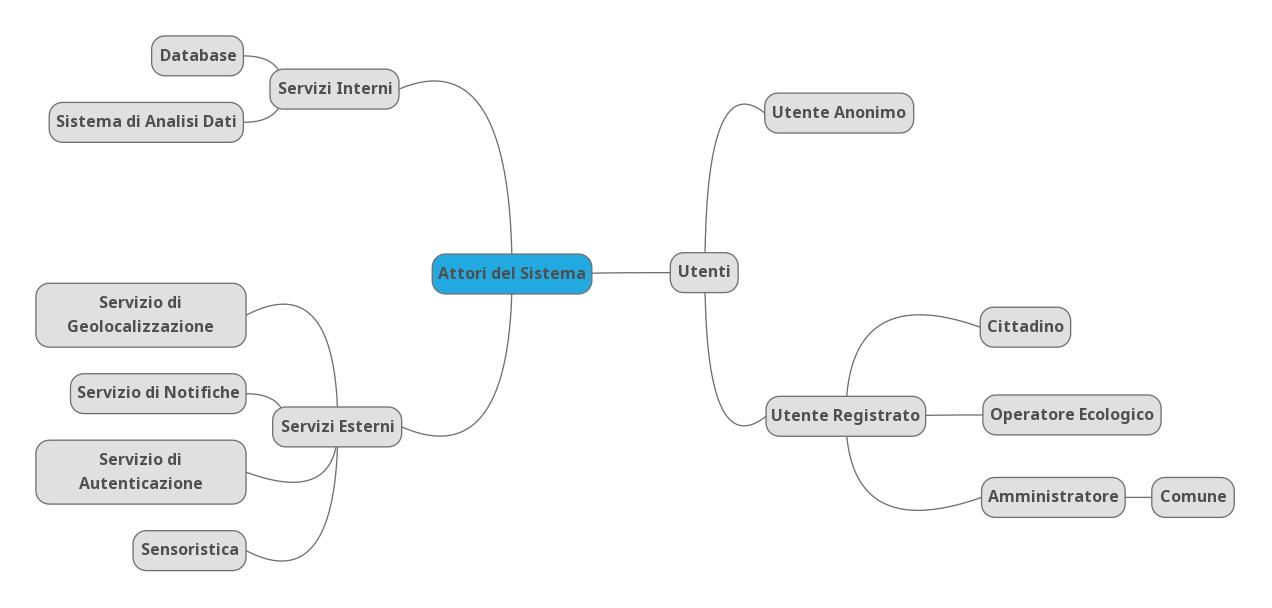 Database
Servizi Interni
Sistema di Analisi Dati
Utente Anonimo
Attori del Sistema
Utenti
Servizio di
Geolocalizzazione
Servizio di Notifiche
Servizi Esterni
Servizio di
Autenticazione
Sensoristica
Cittadino
Utente Registrato
Operatore Ecologico
Amministratore
Comune